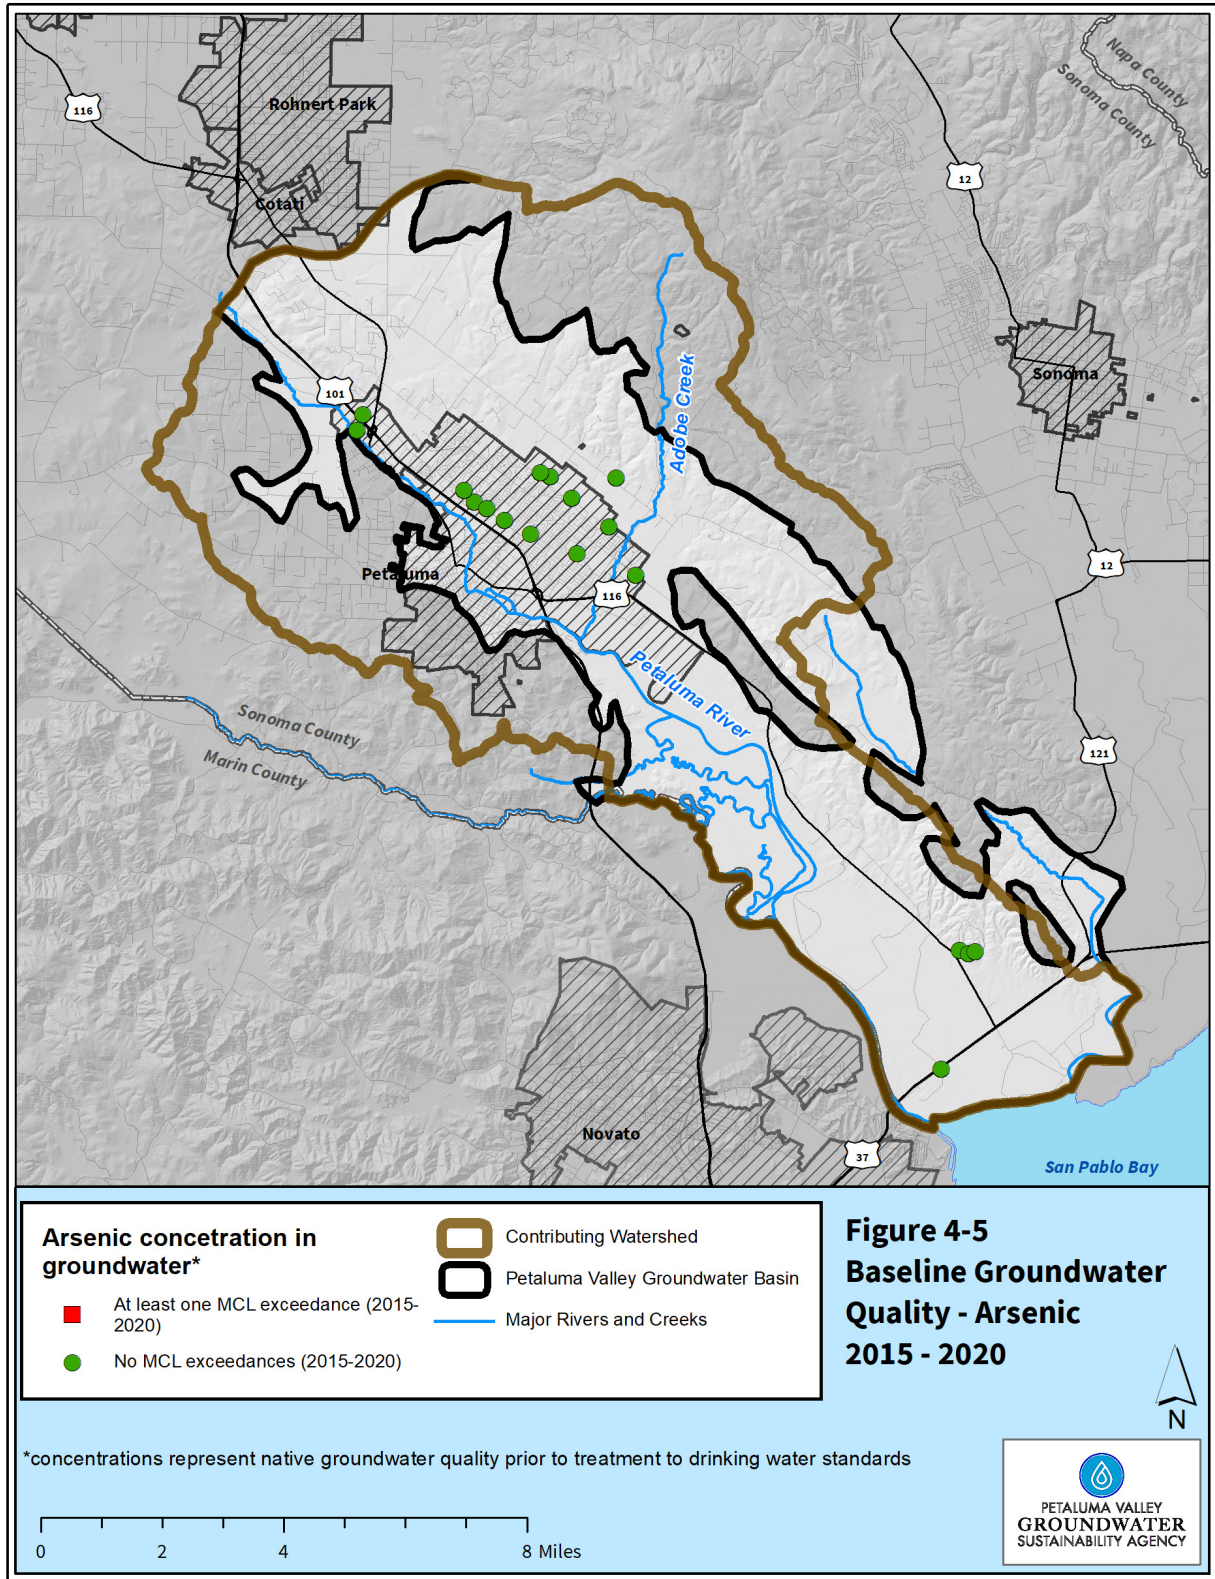 Napa County
Sonoma County
Rohnert Park
116
12
Cotati
Sonoma
101
Adobe Creek
12
Petaluma
116
Petaluma River
Sonoma County
Marin County
121
Novato
37
San Pablo Bay
Arsenic concetration in
groundwater*
At least one MCL exceedance (2015-
2020)
No MCL exceedances (2015-2020)
Contributing Watershed
Petaluma Valley Groundwater Basin
Major Rivers and Creeks
Figure 4-5
Baseline Groundwater
Quality - Arsenic
2015 - 2020
N
*concentrations represent native groundwater quality prior to treatment to drinking water standards
0 2 4 8 Miles
PETALUMA VALLEY
GROUNDWATER
SUSTAINABILITY AGENCY